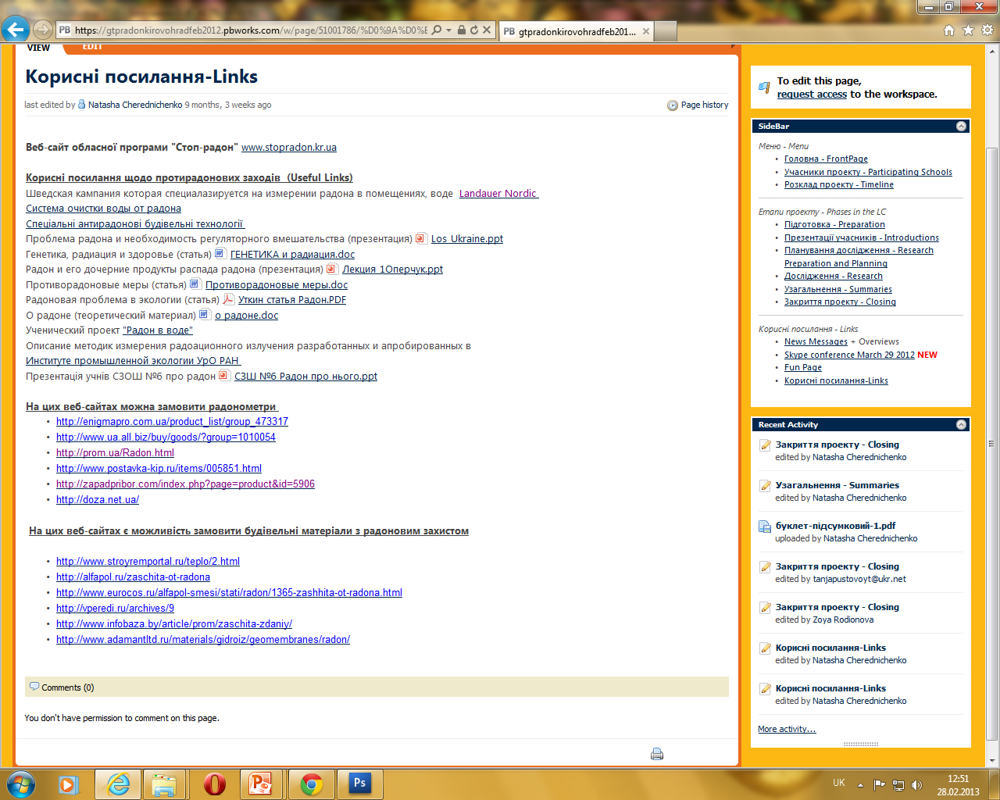 https://gtpradonkirovohradfeb2012.pbworks.com/w/page/51001786/%D0%9A%D0%E
PB gtpradonkirovohradfeb201...
VIEW EDIT
Корисні посилання-Links
last edited by Natasha Cherednichenko 9 months, 3 weeks ago
Page history
Веб-сайт обласної програми "Стоп-радон" www.stopradon.kr.ua
Корисні посилання щодо протирадонових заходів (Useful Links)
Шведская кампания которая специалазируется на измерении радона в помещениях, воде Landauer Nordic
Система очистки воды от радона
Спеціальні антирадонові будівельні технології
Проблема радона и необходимость регуляторного вмешательства (презентация) Los_Ukraine.ppt
Генетика, радиация и здоровье (статья) ГЕНЕТИКА и радиация.doc
Радон и его дочерние продукты распада радона (презентация) Лекция_1Оперчук.ppt
Противорадоновые меры (статья) Противорадоновые меры.doc
Радоновая проблема в екологии (статья) Уткин статья Радон.PDF
О радоне (теоретический материал) о радоне.doc
Ученический проект "Радон в воде"
Описание методик измерения радоационного излучения разработанных и апробированных в
Институте промышленной экологии УрО РАН
Презентація учнів СЗОШ №6 про радон СЗШ №6 Радон про нього.ppt
На цих веб-сайтах можна замовити радонометри
• http://enigmapro.com.ua/product_list/group_473317
• http://www.ua.all.biz/buy/goods/?group=1010054
• http://prom.ua/Radon.html
• http://www.postavka-kip.ru/items/005851.html
• http://zapadpribor.com/index.php?page=product&id=5906
• http://doza.net.ua/
На цих веб-сайтах є можливість замовити будівельні матеріали з радоновим захистом
• http://www.stroyremportal.ru/teplo/2.html
• http://alfapol.ru/zaschita-ot-radona
• http://www.eurocos.ru/alfapol-smesi/stati/radon/1365-zashhita-ot-radona.html
• http://vperedi.ru/archives/9
• http://www.infobaza.by/article/prom/zaschita-zdaniy/
• http://www.adamantltd.ru/materials/gidroiz/geomembranes/radon/
Comments (0)
You don't have permission to comment on this page.
To edit this page,
request access to the workspace.
SideBar
Меню - Menu
• Головна - FrontPage
• Учасники проекту - Participating Schools
• Розклад проекту - Timeline
Етапи проекту - Phases in the LC
• Підготовка - Preparation
• Презентації учасників - Introductions
• Планування дослідження - Research
Preparation and Planning
• Дослідження - Research
• Узагальнення - Summaries
• Закриття проекту - Closing
Корисні посилання - Links
• News Messages + Overviews
• Skype conference March 29 2012 NEW
• Fun Page
• Корисні посилання-Links
Recent Activity
Закриття проекту - Closing
edited by Natasha Cherednichenko
Узагальнення - Summaries
edited by Natasha Cherednichenko
буклет-підсумковий-1.pdf
uploaded by Natasha Cherednichenko
Закриття проекту - Closing
edited by tanjapustovoyt@ukr.net
Закриття проекту - Closing
edited by Zoya Rodionova
Корисні посилання-Links
edited by Natasha Cherednichenko
Корисні посилання-Links
edited by Natasha Cherednichenko
More activity...
Ps
UK
12:51
28.02.2013